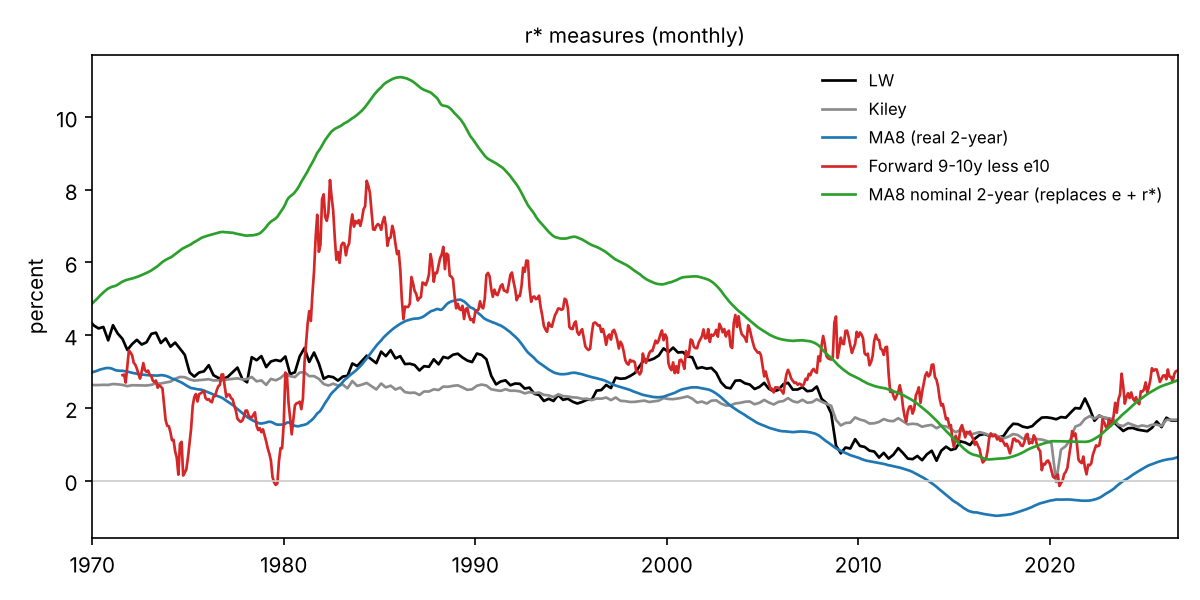 r* measures (monthly)
LW
Kiley
MA8 (real 2-year)
Forward 9-10y less e10
MA8 nominal 2-year (replaces e + r*)
percent
10
8
6
4
2
0
1970 1980 1990 2000 2010 2020